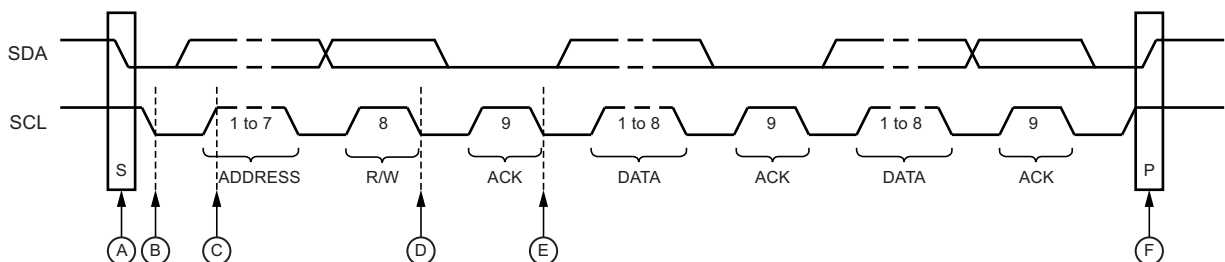 SDA
SCL
1 to 7 8 9 1 to 8 9 1 to 8 9
S P
ADDRESS R/W ACK DATA ACK DATA ACK
A B C D E F